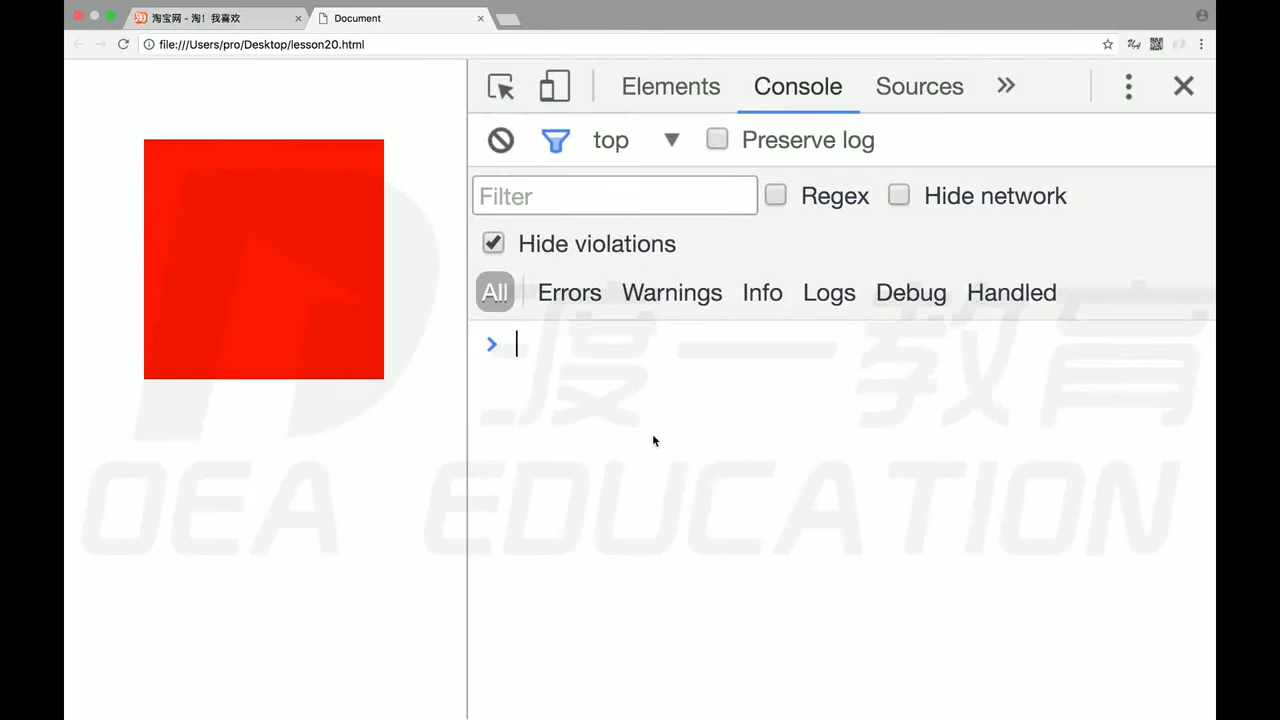 淘宝网 - 淘！我喜欢
Document
file:///Users/pro/Desktop/lesson20.html
Elements Console Sources
top Preserve log
Filter Regex Hide network
Hide violations
All Errors Warnings Info Logs Debug Handled
渡一教育
OEA EDUCATION